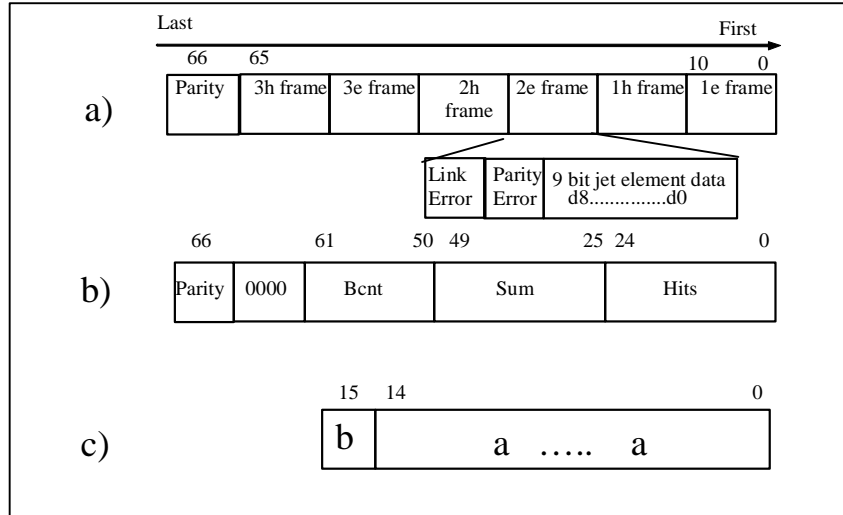 Last First
66 65 10 0
a) Parity 3h frame 3e frame 2h frame 2e frame 1h frame 1e frame
Link Error Parity Error 9 bit jet element data
d8...............d0
66 61 50 49 25 24 0
b) Parity 0000 Bcnt Sum Hits
15 14 0
c) b a ..... a